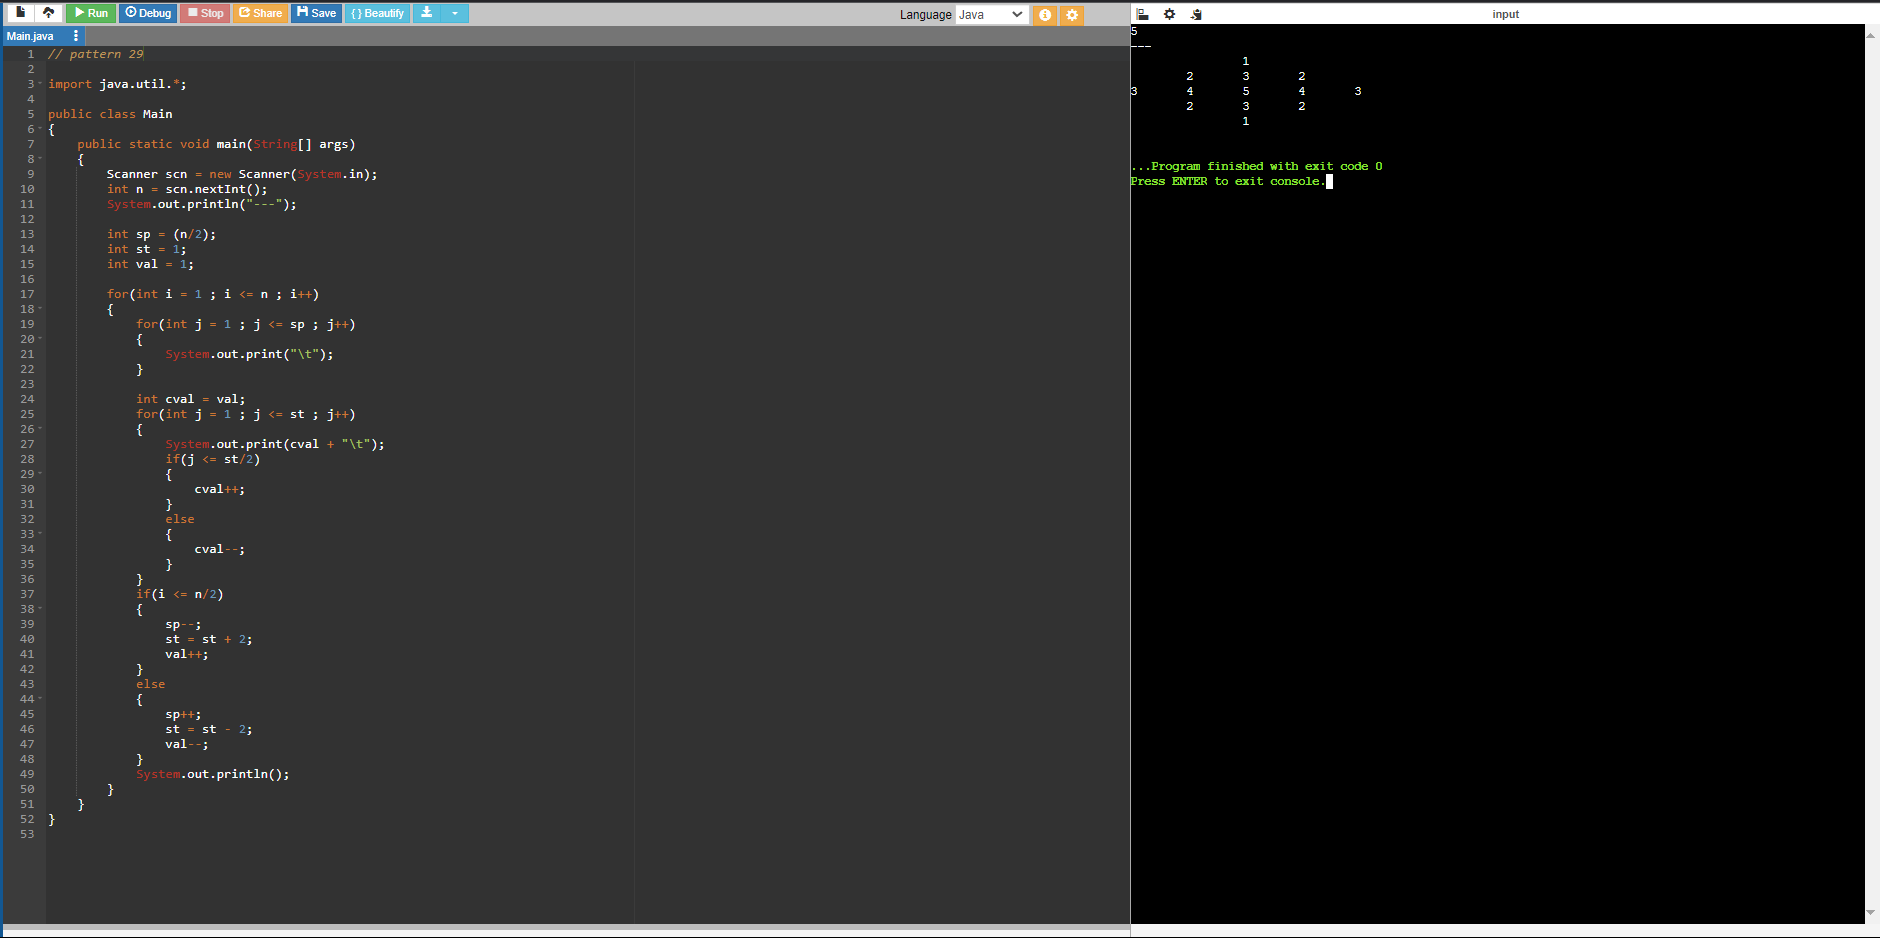 Run Debug Stop Share Save { } Beautify Language Java
Main.java
1 // pattern 29
2
3 import java.util.*;
4
5 public class Main
6 {
7     public static void main(String[] args)
8     {
9         Scanner scn = new Scanner(System.in);
10         int n = scn.nextInt();
11         System.out.println("---");
12
13         int sp = (n/2);
14         int st = 1;
15         int val = 1;
16
17         for(int i = 1 ; i <= n ; i++)
18         {
19             for(int j = 1 ; j <= sp ; j++)
20             {
21                 System.out.print("\t");
22             }
23
24             int cval = val;
25             for(int j = 1 ; j <= st ; j++)
26             {
27                 System.out.print(cval + "\t");
28                 if(j <= st/2)
29                 {
30                     cval++;
31                 }
32                 else
33                 {
34                     cval--;
35                 }
36             }
37             if(i <= n/2)
38             {
39                 sp--;
40                 st = st + 2;
41                 val++;
42             }
43             else
44             {
45                 sp++;
46                 st = st - 2;
47                 val--;
48             }
49             System.out.println();
50         }
51     }
52 }
53
input
5
---
1
2 3 2
3 4 5 4 3
2 3 2
1
...Program finished with exit code 0
Press ENTER to exit console.